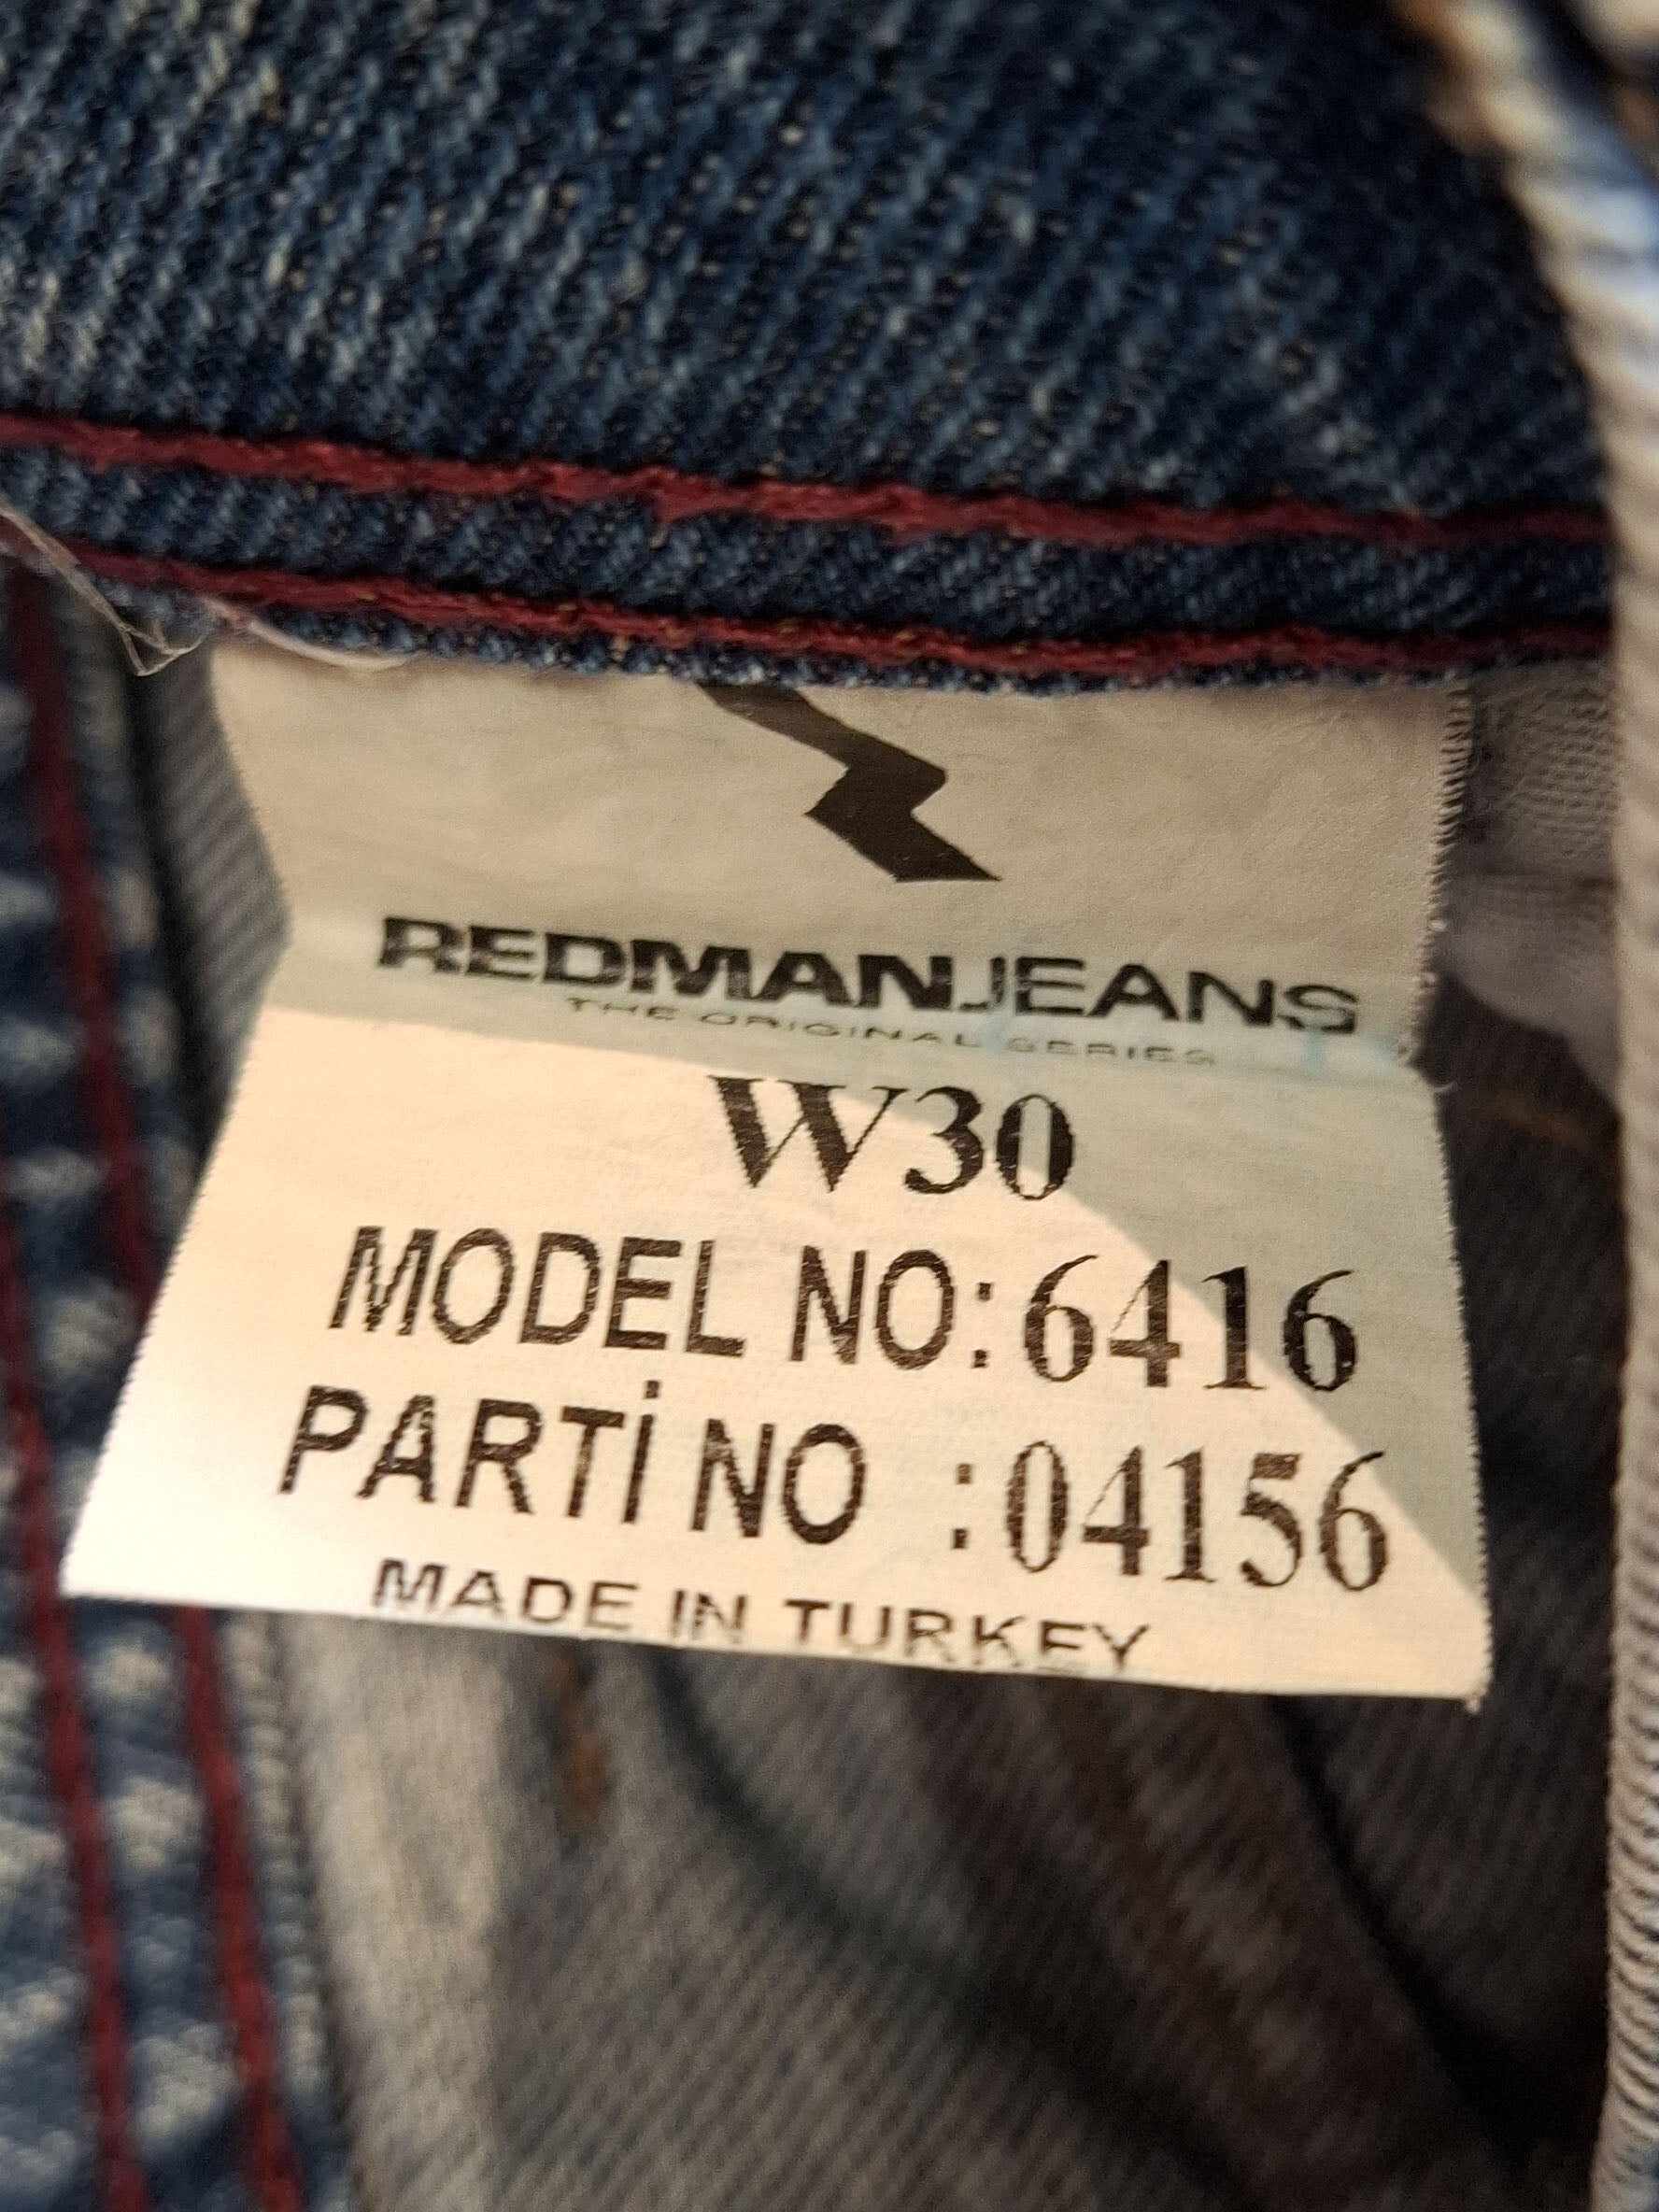 REDMANJEANS
THE ORIGINAL SERIES
W30
MODEL NO: 6416
PARTİ NO : 04156
MADE IN TURKEY